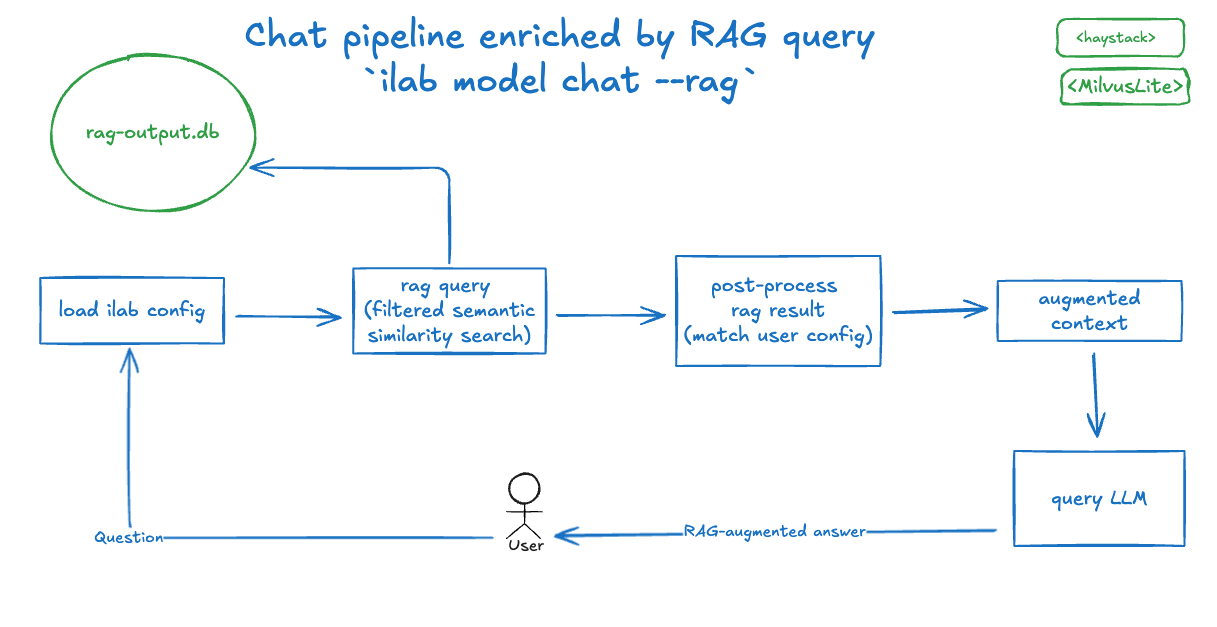 Chat pipeline enriched by RAG query
`ilab model chat --rag`
<haystack>
<MilvusLite>
rag-output.db
load ilab config
rag query
(filtered semantic
similarity search)
post-process
rag result
(match user config)
augmented
context
query LLM
Question
User
RAG-augmented answer